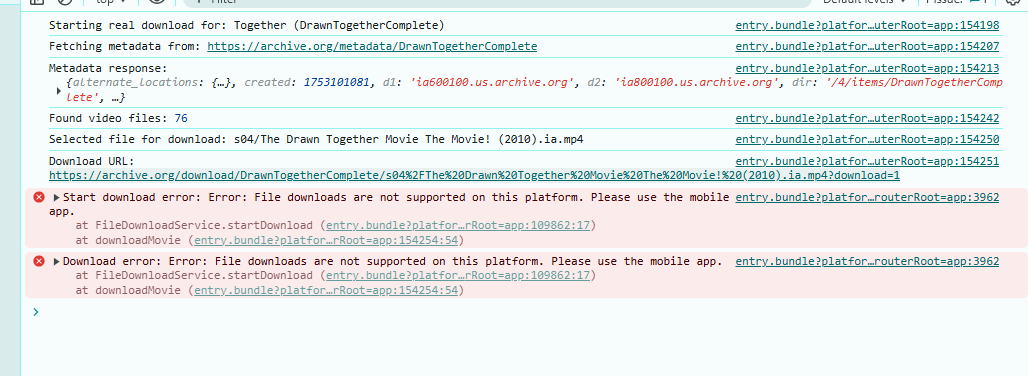 top
Filter
Default levels
1 Issue:
1
Starting real download for: Together (DrawnTogetherComplete) entry.bundle?platfor…uterRoot=app:154198
Fetching metadata from: https://archive.org/metadata/DrawnTogetherComplete entry.bundle?platfor…uterRoot=app:154207
Metadata response: entry.bundle?platfor…uterRoot=app:154213
{alternate_locations: {…}, created: 1753101081, d1: 'ia600100.us.archive.org', d2: 'ia800100.us.archive.org', dir: '/4/items/DrawnTogetherComp
lete', …}
Found video files: 76 entry.bundle?platfor…uterRoot=app:154242
Selected file for download: s04/The Drawn Together Movie The Movie! (2010).ia.mp4 entry.bundle?platfor…uterRoot=app:154250
Download URL: entry.bundle?platfor…uterRoot=app:154251
https://archive.org/download/DrawnTogetherComplete/s04%2FThe%20Drawn%20Together%20Movie%20The%20Movie!%20(2010).ia.mp4?download=1
Start download error: Error: File downloads are not supported on this platform. Please use the mobile entry.bundle?platfor…routerRoot=app:3962
app.
at FileDownloadService.startDownload (entry.bundle?platfor…rRoot=app:109862:17)
at downloadMovie (entry.bundle?platfor…rRoot=app:154254:54)
Download error: Error: File downloads are not supported on this platform. Please use the mobile app. entry.bundle?platfor…routerRoot=app:3962
at FileDownloadService.startDownload (entry.bundle?platfor…rRoot=app:109862:17)
at downloadMovie (entry.bundle?platfor…rRoot=app:154254:54)